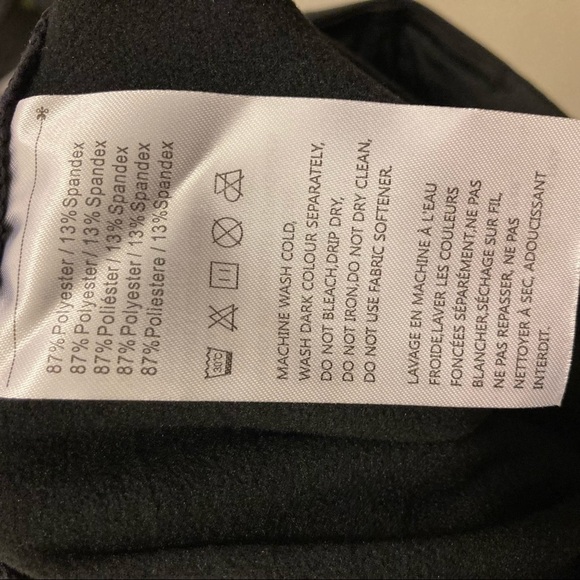 87%Polyester / 13%Spandex
87%Polyester / 13%Spandex
87%Poliéster / 13%Spandex
87%Polyester / 13%Spandex
87%Poliestere / 13%Spandex
30°C
MACHINE WASH COLD,
WASH DARK COLOUR SEPARATELY,
DO NOT BLEACH,DRIP DRY,
DO NOT IRON,DO NOT DRY CLEAN,
DO NOT USE FABRIC SOFTENER.
LAVAGE EN MACHINE À L'EAU
FROIDE,LAVER LES COULEURS
FONCÉES SÉPARÉMENT.NE PAS
BLANCHER,SÉCHAGE SUR FIL,
NE PAS REPASSER, NE PAS
NETTOYER À SEC, ADOUCISSANT
INTERDIT.